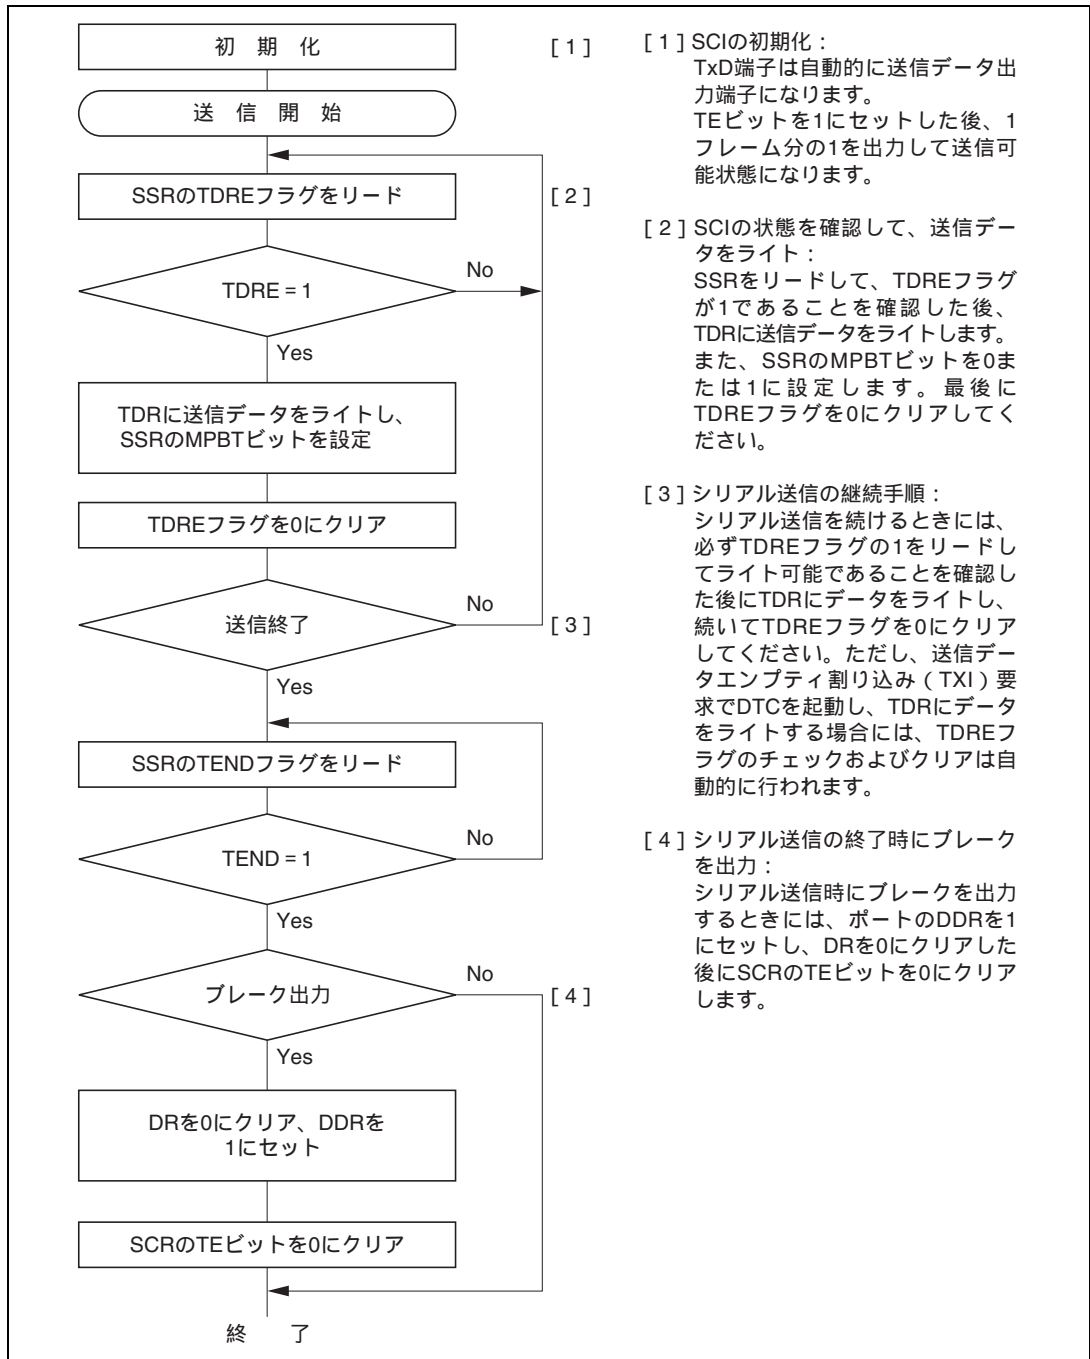 初 期 化 [ 1 ]
送 信 開 始
SSRのTDREフラグをリード [ 2 ]
TDRE = 1
No
Yes
TDRに送信データをライトし、
SSRのMPBTビットを設定
TDREフラグを0にクリア
送信終了
No
[ 3 ]
Yes
SSRのTENDフラグをリード
TEND = 1
No
Yes
ブレーク出力
No
[ 4 ]
Yes
DRを0にクリア、DDRを
1にセット
SCRのTEビットを0にクリア
終 了
[ 1 ] SCIの初期化：
TxD端子は自動的に送信データ出
力端子になります。
TEビットを1にセットした後、1
フレーム分の1を出力して送信可
能状態になります。
[ 2 ] SCIの状態を確認して、送信デー
タをライト：
SSRをリードして、TDREフラグ
が1であることを確認した後、
TDRに送信データをライトします。
また、SSRのMPBTビットを0ま
たは1に設定します。最後に
TDREフラグを0にクリアしてく
ださい。
[ 3 ] シリアル送信の継続手順：
シリアル送信を続けるときには、
必ずTDREフラグの1をリードし
てライト可能であることを確認し
た後にTDRにデータをライトし、
続いてTDREフラグを0にクリア
してください。ただし、送信デー
タエンプティ割り込み（TXI）要
求でDTCを起動し、TDRにデータ
をライトする場合には、TDREフ
ラグのチェックおよびクリアは自
動的に行われます。
[ 4 ] シリアル送信の終了時にブレーク
を出力：
シリアル送信時にブレークを出力
するときには、ポートのDDRを1
にセットし、DRを0にクリアした
後にSCRのTEビットを0にクリア
します。